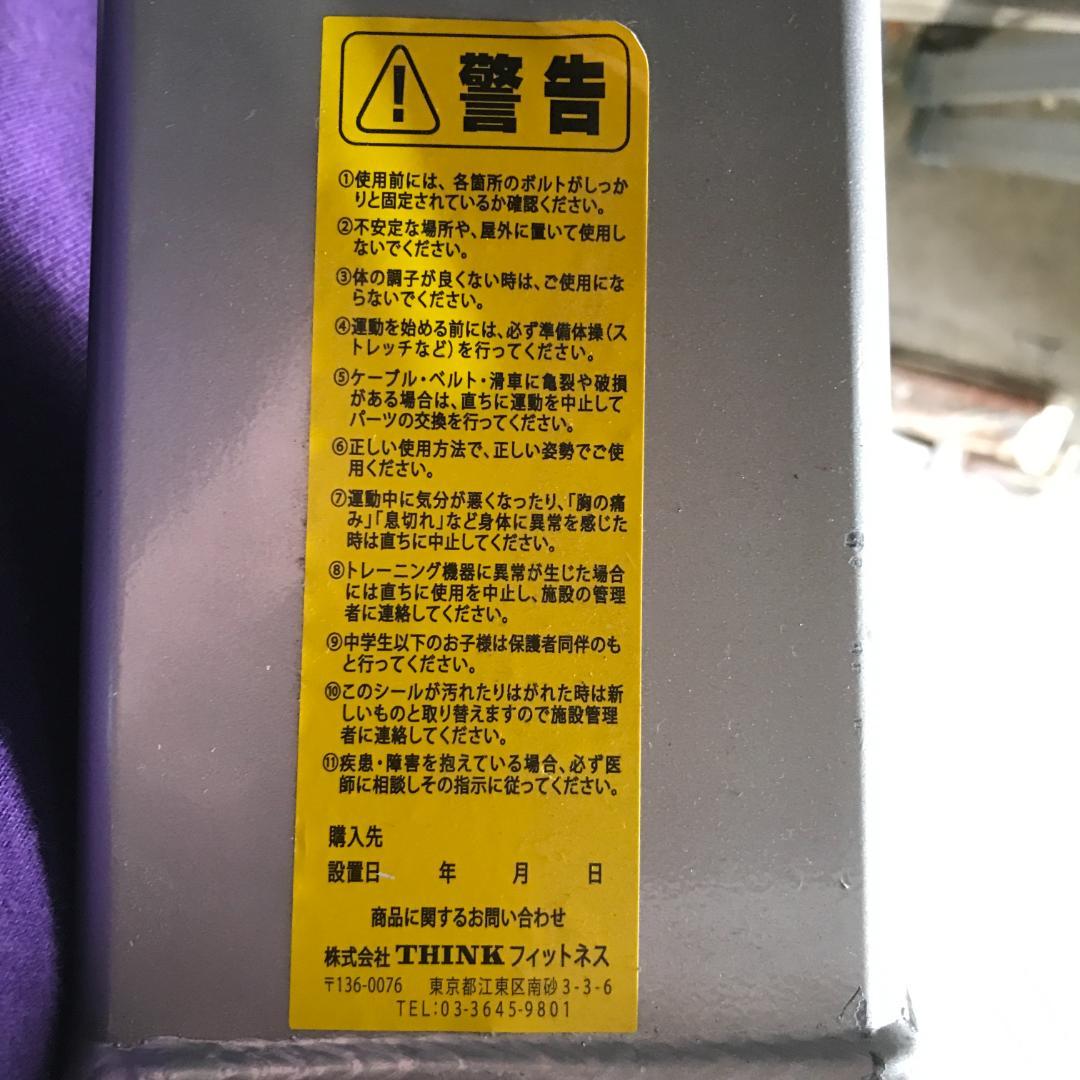 警告
①使用前には、各箇所のボルトがしっか
りと固定されているか確認ください。
②不安定な場所や、屋外に置いて使用し
ないでください。
③体の調子が良くない時は、ご使用にな
らないでください。
④運動を始める前には、必ず準備体操(ス
トレッチなど)を行ってください。
⑤ケーブル・ベルト・滑車に亀裂や破損
がある場合は、直ちに運動を中止して
パーツの交換を行ってください。
⑥正しい使用方法で、正しい姿勢でご使
用ください。
⑦運動中に気分が悪くなったり、「胸の痛
み」「息切れ」など身体に異常を感じた
時は直ちに中止してください。
⑧トレーニング機器に異常が生じた場合
には直ちに使用を中止し、施設の管理
者に連絡してください。
⑨中学生以下のお子様は保護者同伴のも
と行ってください。
⑩このシールが汚れたりはがれた時は新
しいものと取り替えますので施設管理
者に連絡してください。
⑪疾患・障害を抱えている場合、必ず医
師に相談しその指示に従ってください。
購入先
設置日 年 月 日
商品に関するお問い合わせ
株式会社 THINK フィットネス
〒136-0076 東京都江東区南砂3-3-6
TEL:03-3645-9801